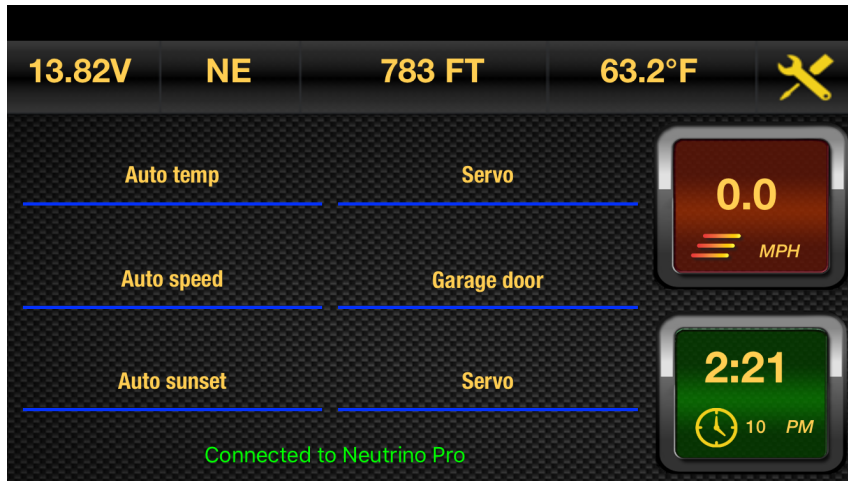 13.82V NE 783 FT 63.2°F
Auto temp Servo
0.0
MPH
Auto speed Garage door
Auto sunset Servo
2:21
10 PM
Connected to Neutrino Pro